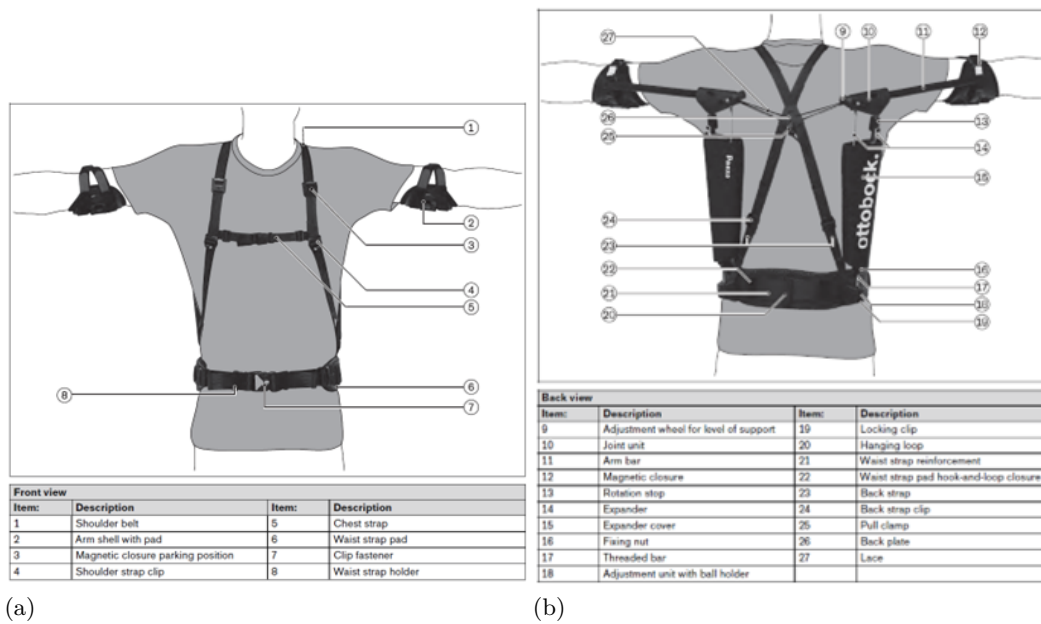 1
2
3
4
5
6
7
8
Front view
Item: Description Item: Description
1 Shoulder belt 5 Chest strap
2 Arm shell with pad 6 Waist strap pad
3 Magnetic closure parking position 7 Clip fastener
4 Shoulder strap clip 8 Waist strap holder
(a)
27 9 10 11 12
26
25
13
14
15
24
23
22
21
20
16
17
18
19
Paexo
ottobock.
Back view
Item: Description Item: Description
9 Adjustment wheel for level of support 19 Locking clip
10 Joint unit 20 Hanging loop
11 Arm bar 21 Waist strap reinforcement
12 Magnetic closure 22 Waist strap pad hook-and-loop closure
13 Rotation stop 23 Back strap
14 Expander 24 Back strap clip
15 Expander cover 25 Pull clamp
16 Fixing nut 26 Back plate
17 Threaded bar 27 Lace
18 Adjustment unit with ball holder
(b)